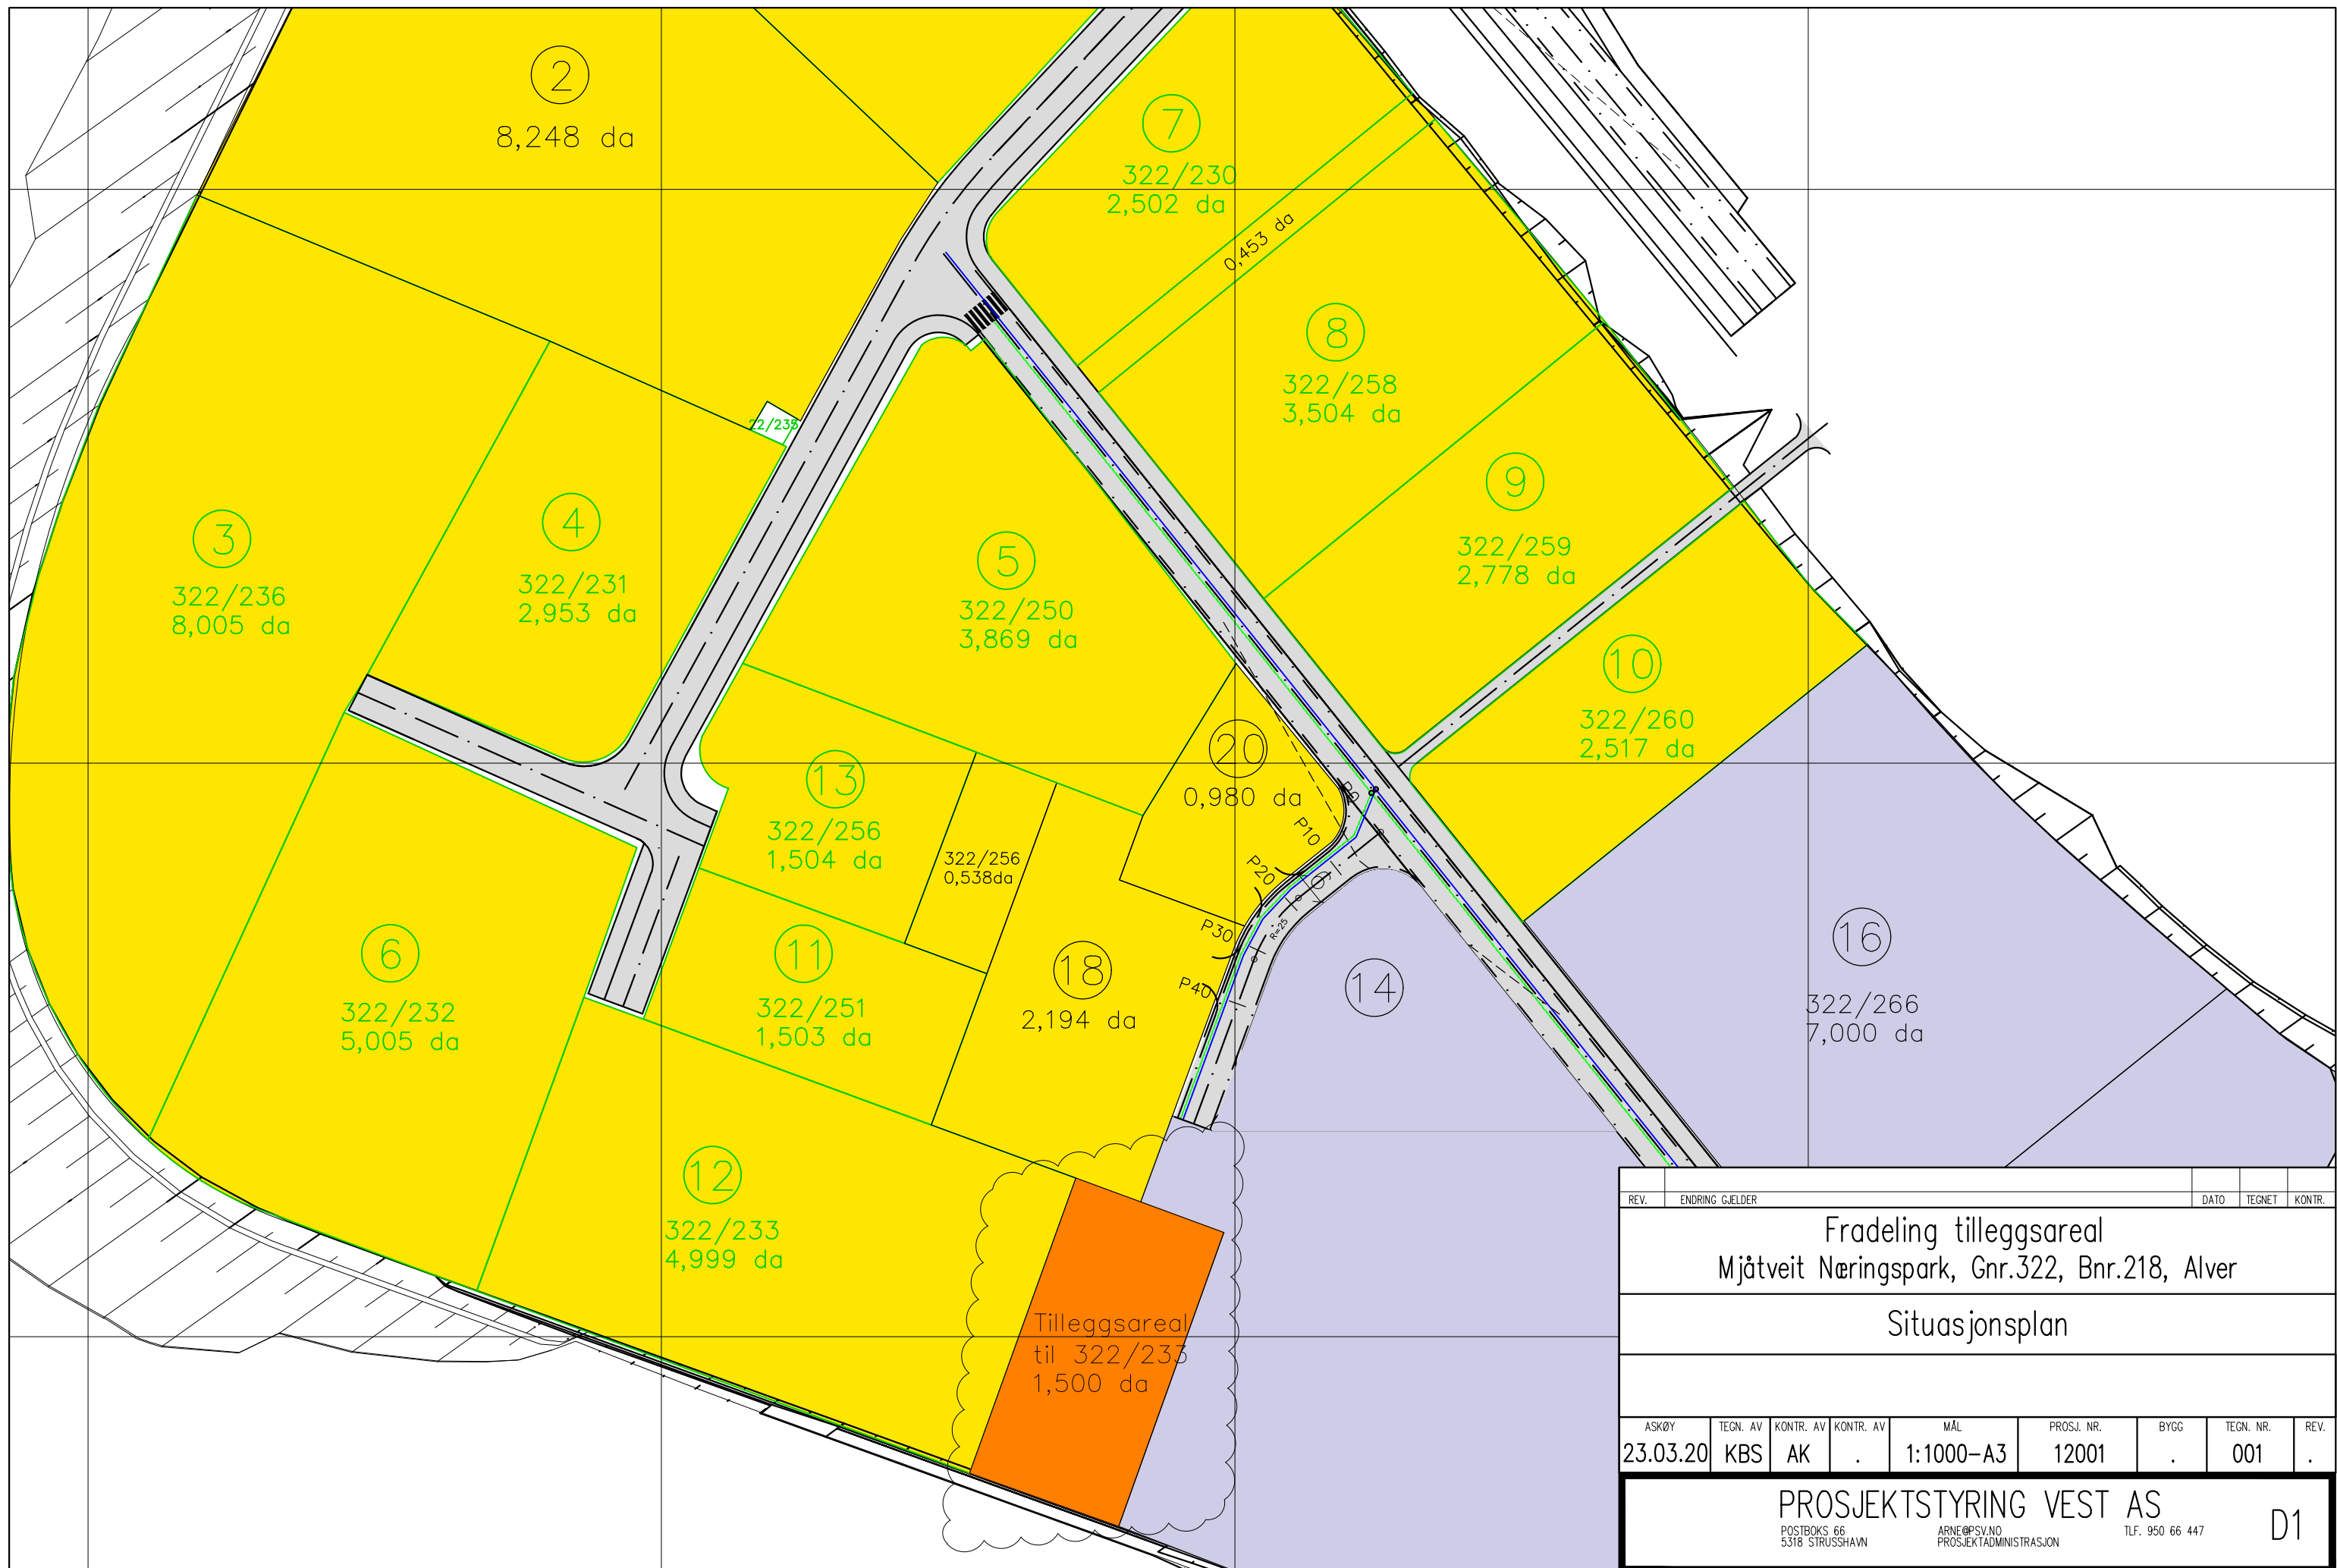 2
8,248 da
7
322/230
2,502 da
0,453 da
8
322/258
3,504 da
22/235
3
322/236
8,005 da
4
322/231
2,953 da
5
322/250
3,869 da
9
322/259
2,778 da
10
322/260
2,517 da
20
0,980 da
13
322/256
1,504 da
322/256
0,538da
P0
P10
P20
P30
P40
R=25
6
322/232
5,005 da
11
322/251
1,503 da
18
2,194 da
14
16
322/266
7,000 da
12
322/233
4,999 da
Tilleggsareal
til 322/233
1,500 da
REV. ENDRING GJELDER DATO TEGNET KONTR.
Fradeling tilleggsareal
Mjåtveit Næringspark, Gnr.322, Bnr.218, Alver
Situasjonsplan
ASKØY TEGN. AV KONTR. AV KONTR. AV MÅL PROSJ. NR. BYGG TEGN. NR. REV.
23.03.20 KBS AK . 1:1000-A3 12001 . 001 .
PROSJEKTSTYRING VEST AS
POSTBOKS 66 ARNE@PSV.NO TLF. 950 66 447
5318 STRUSSHAVN PROSJEKTADMINISTRASJON
D1